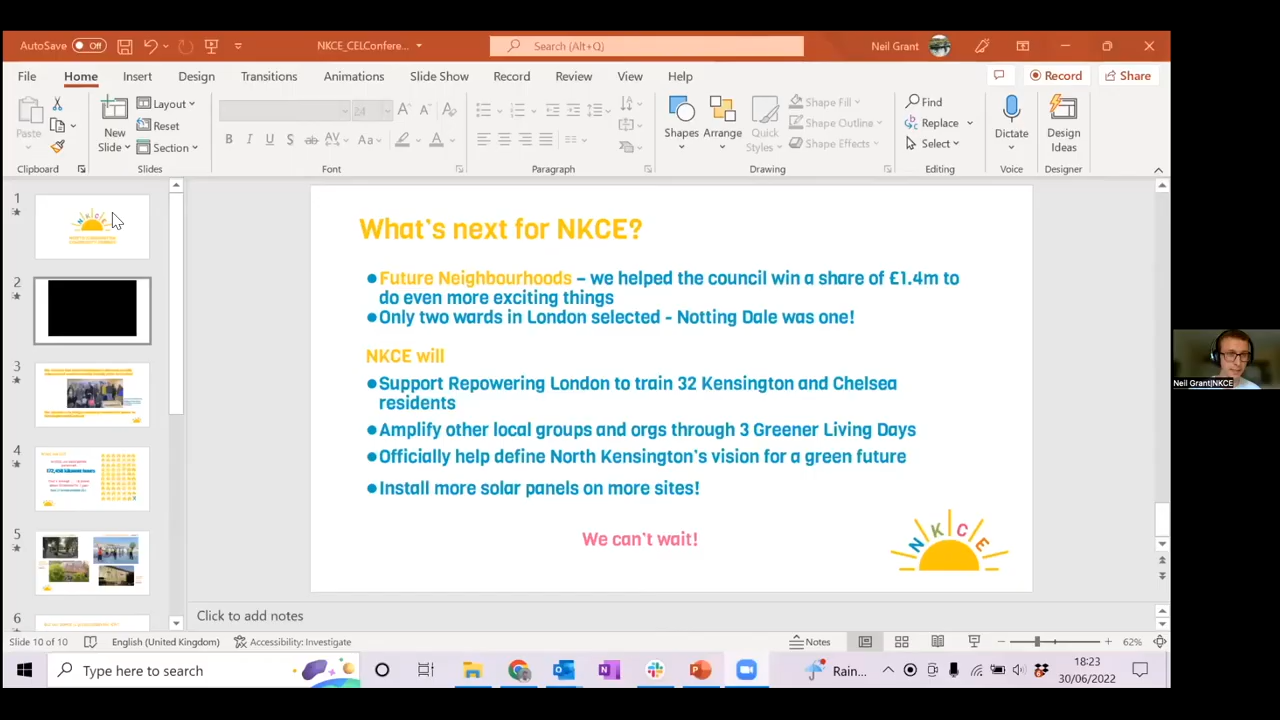 AutoSave Off NKCE_CELConfere... Search (Alt+Q) Neil Grant
File Home Insert Design Transitions Animations Slide Show Record Review View Help Record Share
Paste
Clipboard
New
Slide
Layout
Reset
Section
Slides
24
Font
Paragraph
Shapes
Arrange
Quick
Styles
Shape Fill
Shape Outline
Shape Effects
Drawing
Find
Replace
Select
Editing
Dictate
Voice
Design
Ideas
Designer
1
NKCE
2
3
4
5
6
What's next for NKCE?
●Future Neighbourhoods – we helped the council win a share of £1.4m to
do even more exciting things
●Only two wards in London selected - Notting Dale was one!
NKCE will
●Support Repowering London to train 32 Kensington and Chelsea
residents
●Amplify other local groups and orgs through 3 Greener Living Days
●Officially help define North Kensington's vision for a green future
●Install more solar panels on more sites!
We can't wait!
NKCE
Neil Grant|NKCE
Click to add notes
Slide 10 of 10 English (United Kingdom) Accessibility: Investigate Notes 62%
Type here to search
Rain...
18:23
30/06/2022